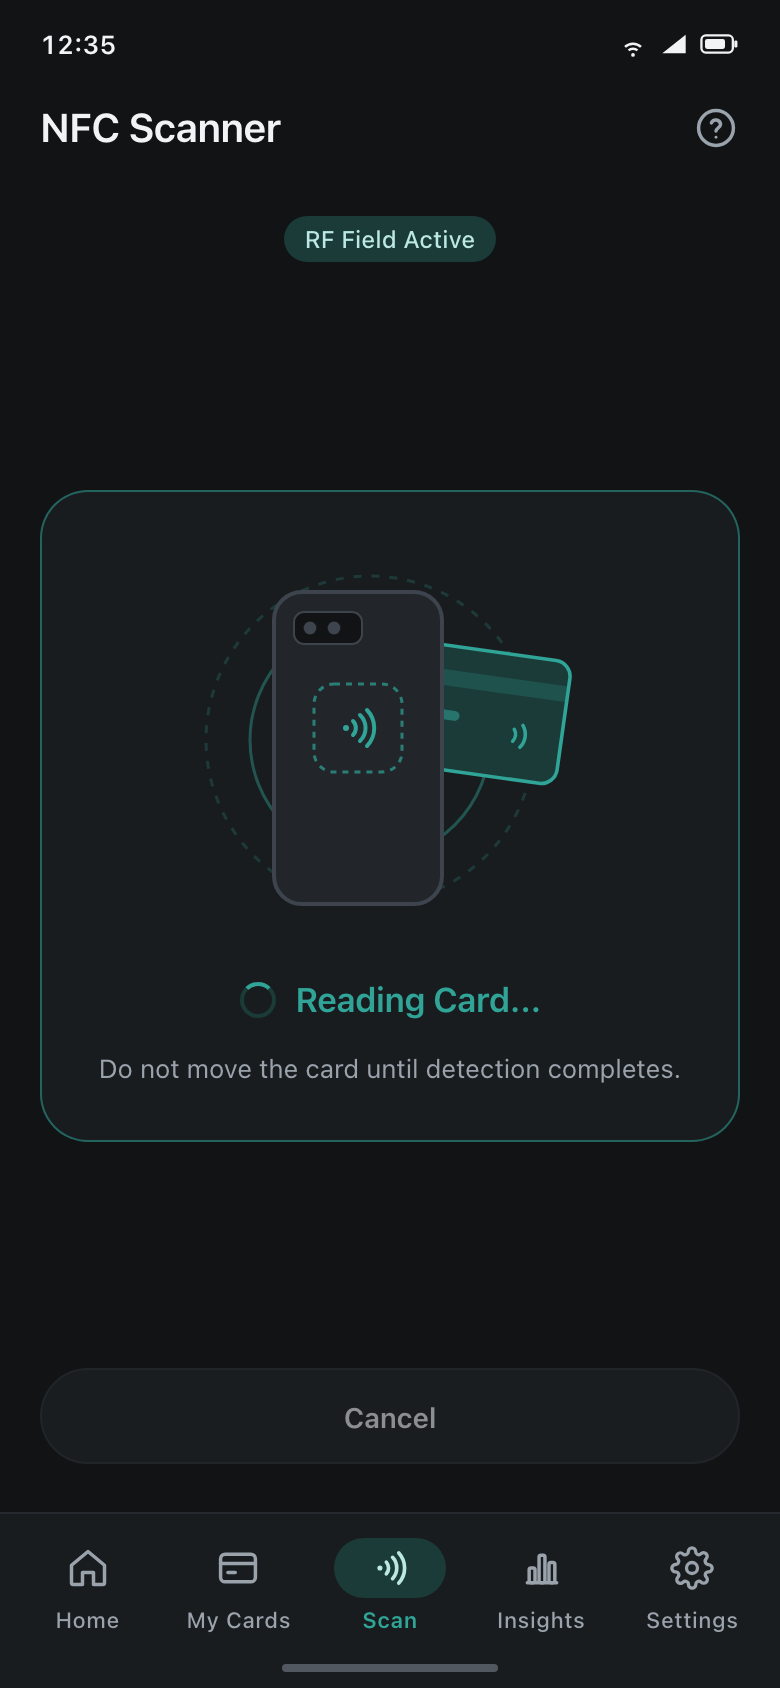 12:35
NFC Scanner
RF Field Active
Reading Card...
Do not move the card until detection completes.
Cancel
Home
My Cards
Scan
Insights
Settings